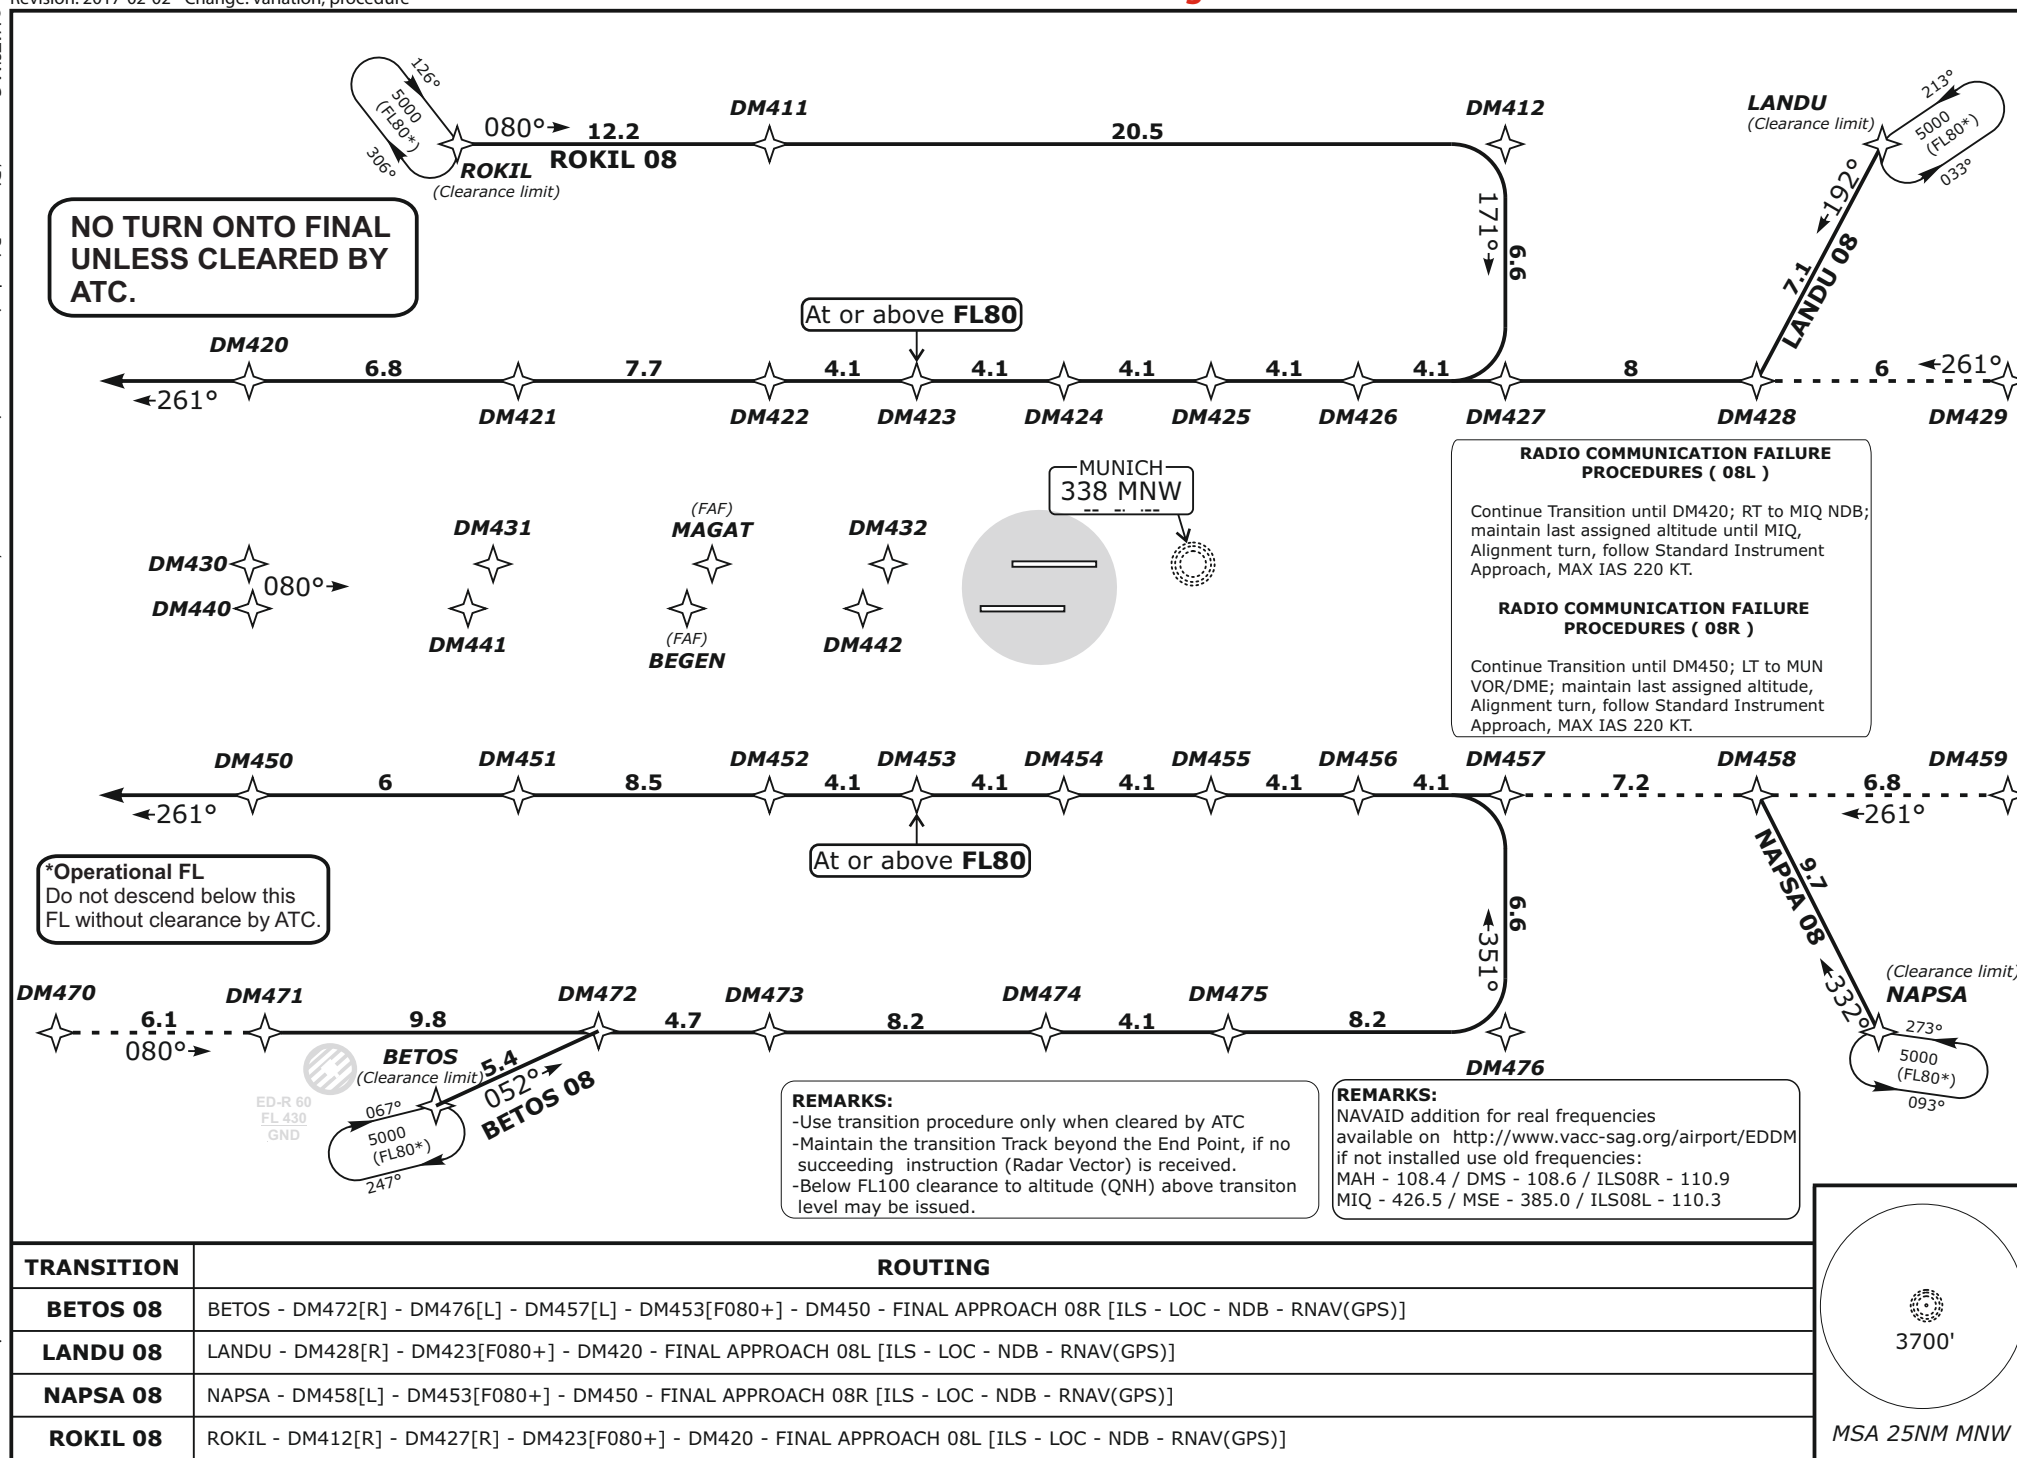 Revision: 2017-02-02 Change: variation, procedure
126°
5000
(FL80*)
306°
080°
12.2
ROKIL 08
ROKIL
(Clearance limit)
DM411
20.5
DM412
LANDU
(Clearance limit)
213°
5000
(FL80*)
033°
192°
7.1
LANDU 08
171°
6.6
NO TURN ONTO FINAL
UNLESS CLEARED BY
ATC.
At or above FL80
DM420
6.8
7.7
4.1
4.1
4.1
4.1
4.1
8
6
261°
261°
DM421
DM422
DM423
DM424
DM425
DM426
DM427
DM428
DM429
MUNICH
338 MNW
RADIO COMMUNICATION FAILURE
PROCEDURES ( 08L )
Continue Transition until DM420; RT to MIQ NDB;
maintain last assigned altitude until MIQ,
Alignment turn, follow Standard Instrument
Approach, MAX IAS 220 KT.
RADIO COMMUNICATION FAILURE
PROCEDURES ( 08R )
Continue Transition until DM450; LT to MUN
VOR/DME; maintain last assigned altitude,
Alignment turn, follow Standard Instrument
Approach, MAX IAS 220 KT.
DM431
(FAF)
MAGAT
DM432
DM430
080°
DM440
DM441
(FAF)
BEGEN
DM442
DM450
DM451
DM452
DM453
DM454
DM455
DM456
DM457
DM458
DM459
6
8.5
4.1
4.1
4.1
4.1
4.1
7.2
6.8
261°
261°
At or above FL80
*Operational FL
Do not descend below this
FL without clearance by ATC.
6.6
351°
NAPSA 08
9.7
332°
(Clearance limit)
NAPSA
273°
5000
(FL80*)
093°
DM470
DM471
DM472
DM473
DM474
DM475
6.1
9.8
4.7
8.2
4.1
8.2
080°
DM476
BETOS
(Clearance limit)
5.4
052°
BETOS 08
067°
5000
(FL80*)
247°
ED-R 60
FL 430
GND
REMARKS:
-Use transition procedure only when cleared by ATC
-Maintain the transition Track beyond the End Point, if no
succeeding instruction (Radar Vector) is received.
-Below FL100 clearance to altitude (QNH) above transiton
level may be issued.
REMARKS:
NAVAID addition for real frequencies
available on http://www.vacc-sag.org/airport/EDDM
if not installed use old frequencies:
MAH - 108.4 / DMS - 108.6 / ILS08R - 110.9
MIQ - 426.5 / MSE - 385.0 / ILS08L - 110.3
TRANSITION ROUTING
BETOS 08 BETOS - DM472[R] - DM476[L] - DM457[L] - DM453[F080+] - DM450 - FINAL APPROACH 08R [ILS - LOC - NDB - RNAV(GPS)]
LANDU 08 LANDU - DM428[R] - DM423[F080+] - DM420 - FINAL APPROACH 08L [ILS - LOC - NDB - RNAV(GPS)]
NAPSA 08 NAPSA - DM458[L] - DM453[F080+] - DM450 - FINAL APPROACH 08R [ILS - LOC - NDB - RNAV(GPS)]
ROKIL 08 ROKIL - DM412[R] - DM427[R] - DM423[F080+] - DM420 - FINAL APPROACH 08L [ILS - LOC - NDB - RNAV(GPS)]
3700'
MSA 25NM MNW